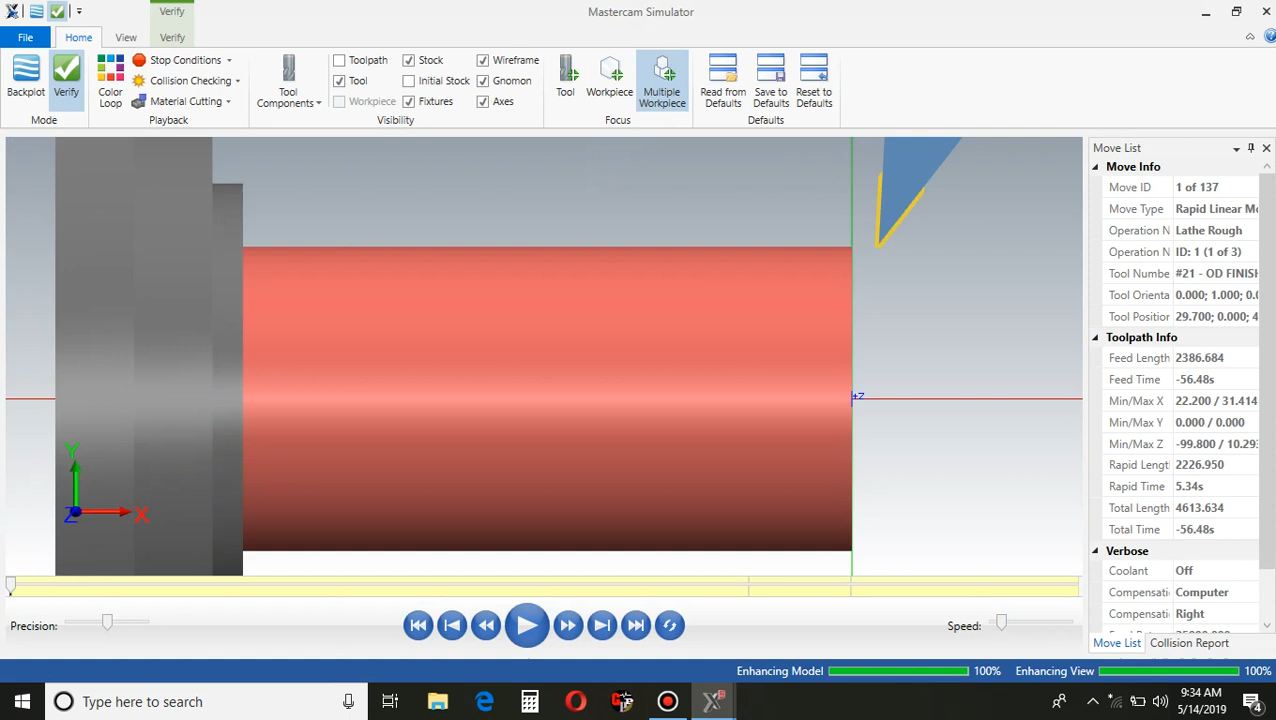 Verify
Mastercam Simulator
File
Home
View
Verify
Backplot
Verify
Mode
Color
Loop
Stop Conditions
Collision Checking
Material Cutting
Playback
Tool
Components
Toolpath
Tool
Workpiece
Stock
Initial Stock
Fixtures
Wireframe
Gnomon
Axes
Visibility
Tool
Workpiece
Multiple
Workpiece
Focus
Read from
Defaults
Save to
Defaults
Reset to
Defaults
Defaults
Move List
Move Info
Move ID 1 of 137
Move Type Rapid Linear Mo
Operation N Lathe Rough
Operation N ID: 1 (1 of 3)
Tool Numbe #21 - OD FINISH
Tool Orienta 0.000; 1.000; 0.0
Tool Position 29.700; 0.000; 4
Toolpath Info
Feed Length 2386.684
Feed Time -56.48s
Min/Max X 22.200 / 31.414
Min/Max Y 0.000 / 0.000
Min/Max Z -99.800 / 10.293
Rapid Length 2226.950
Rapid Time 5.34s
Total Length 4613.634
Total Time -56.48s
Verbose
Coolant Off
Compensatio Computer
Compensatio Right
+Z
Y
Z
X
Precision:
Speed:
Move List
Collision Report
Enhancing Model 100%
Enhancing View 100%
Type here to search
9:34 AM
5/14/2019
4